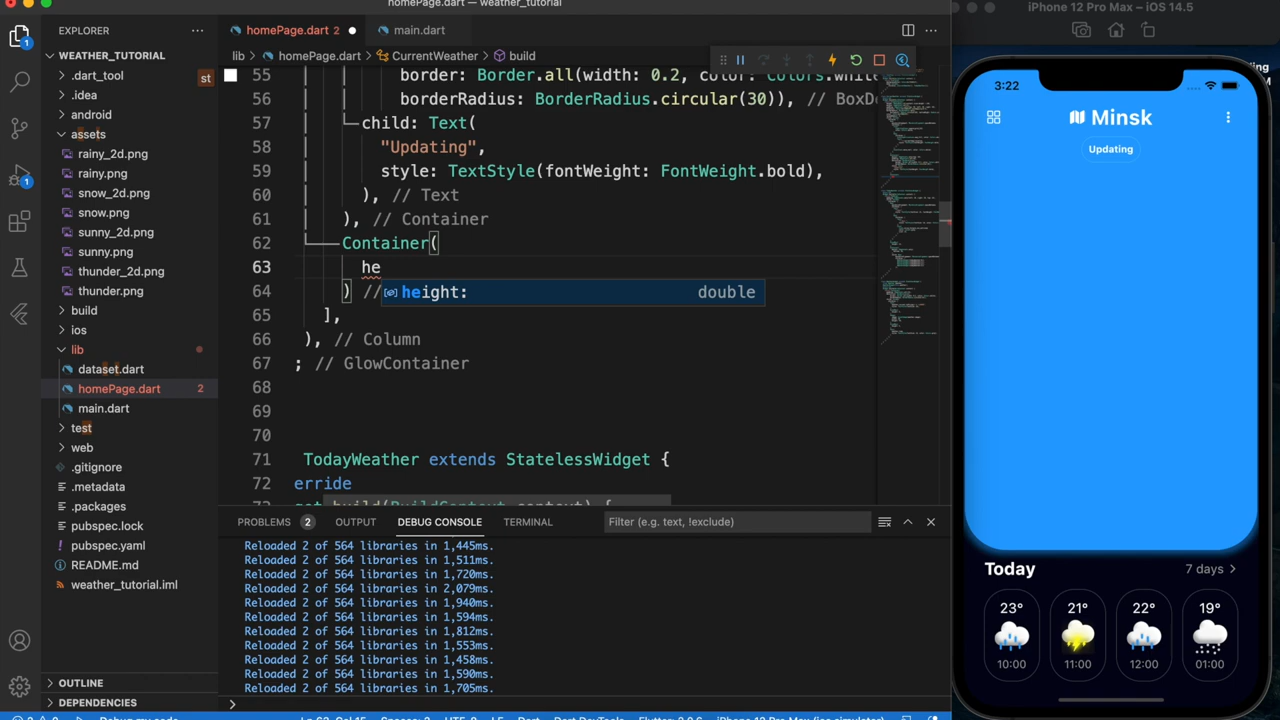 homePage.dart — weather_tutorial
iPhone 12 Pro Max – iOS 14.5
EXPLORER
homePage.dart 2
main.dart
WEATHER_TUTORIAL
lib > homePage.dart > CurrentWeather > build
.dart_tool
st
.idea
android
assets
rainy_2d.png
rainy.png
snow_2d.png
snow.png
sunny_2d.png
sunny.png
thunder_2d.png
thunder.png
build
ios
lib
dataset.dart
homePage.dart 2
main.dart
test
web
.gitignore
.metadata
.packages
pubspec.lock
pubspec.yaml
README.md
weather_tutorial.iml
OUTLINE
DEPENDENCIES
1
1
55 border: Border.all(width: 0.2, color: Colors.white
56 borderRadius: BorderRadius.circular(30)), // BoxDe
57 child: Text(
58 "Updating",
59 style: TextStyle(fontWeight: FontWeight.bold),
60 ), // Text
61 ), // Container
62 Container(
63 he
64 ) //
height: double
65 ],
66 ), // Column
67 ; // GlowContainer
68
69
70
71 TodayWeather extends StatelessWidget {
72 erride
PROBLEMS 2 OUTPUT DEBUG CONSOLE TERMINAL
Filter (e.g. text, !exclude)
Reloaded 2 of 564 libraries in 1,445ms.
Reloaded 2 of 564 libraries in 1,511ms.
Reloaded 2 of 564 libraries in 1,720ms.
Reloaded 2 of 564 libraries in 2,079ms.
Reloaded 2 of 564 libraries in 1,940ms.
Reloaded 2 of 564 libraries in 1,594ms.
Reloaded 2 of 564 libraries in 1,812ms.
Reloaded 2 of 564 libraries in 1,553ms.
Reloaded 2 of 564 libraries in 1,458ms.
Reloaded 2 of 564 libraries in 1,590ms.
Reloaded 2 of 564 libraries in 1,705ms.
3:22
Minsk
Updating
Today
7 days >
23° 21° 22° 19°
10:00 11:00 12:00 01:00